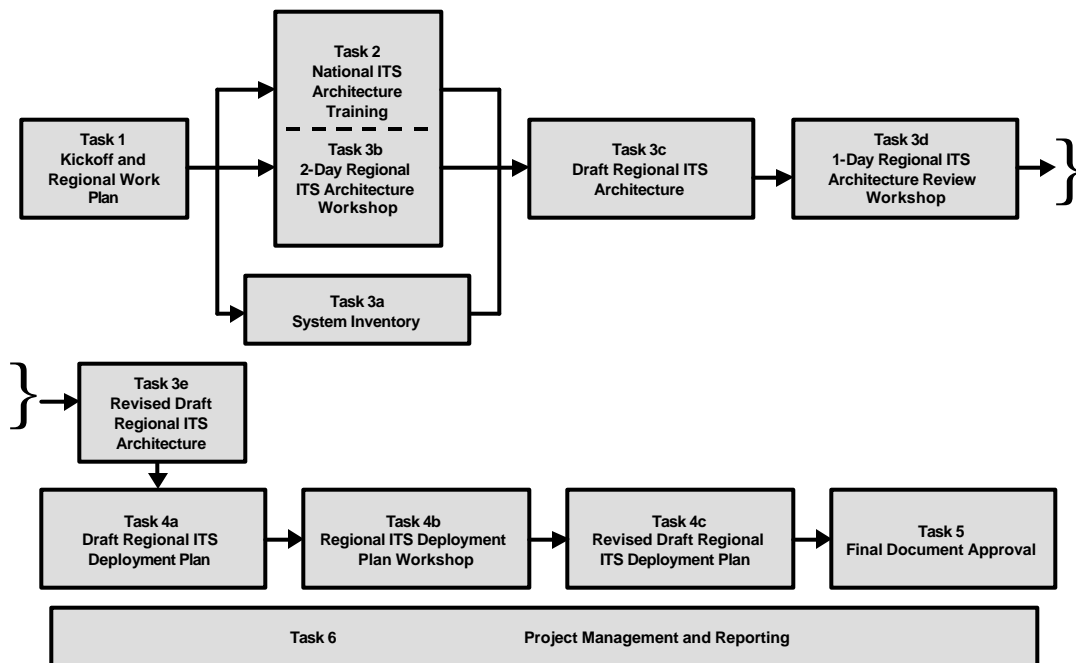 Task 1
Kickoff and
Regional Work
Plan
Task 2
National ITS
Architecture
Training
Task 3b
2-Day Regional
ITS Architecture
Workshop
Task 3a
System Inventory
Task 3c
Draft Regional ITS
Architecture
Task 3d
1-Day Regional ITS
Architecture Review
Workshop
}
}
Task 3e
Revised Draft
Regional ITS
Architecture
Task 4a
Draft Regional ITS
Deployment Plan
Task 4b
Regional ITS Deployment
Plan Workshop
Task 4c
Revised Draft Regional
ITS Deployment Plan
Task 5
Final Document Approval
Task 6 Project Management and Reporting